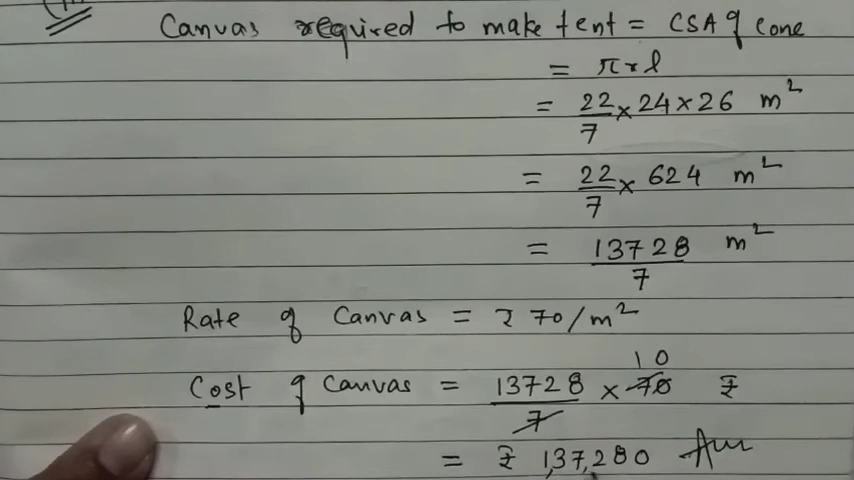 (iii)
Canvas required to make tent = CSA of cone
= πrl
= 22/7 × 24 × 26 m²
= 22/7 × 624 m²
= 13728/7 m²
Rate of Canvas = ₹ 70/m²
Cost of Canvas = 13728/7 × 70 10 ₹
= ₹ 1,37,280 Ans